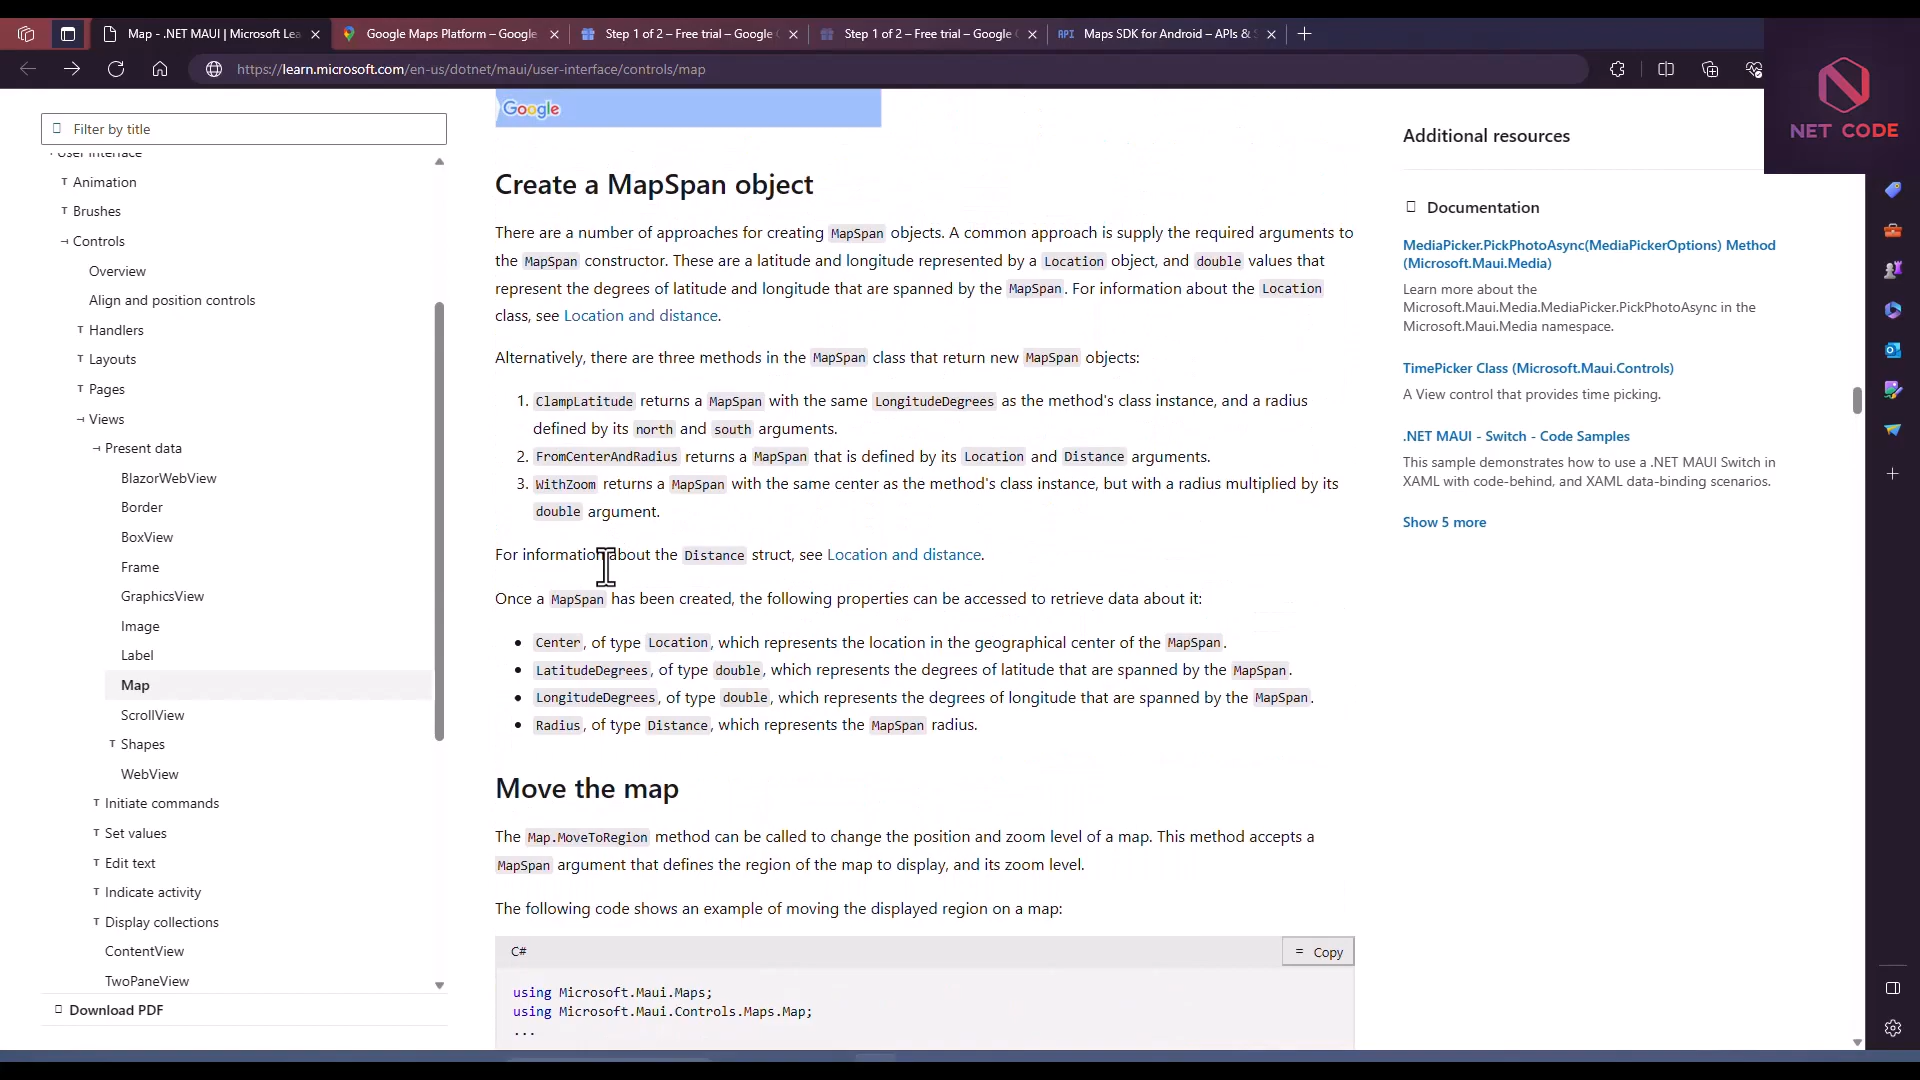 Map - .NET MAUI | Microsoft Lea
Google Maps Platform – Google
Step 1 of 2 – Free trial – Google
Step 1 of 2 – Free trial – Google C
API Maps SDK for Android – APIs &
https://learn.microsoft.com/en-us/dotnet/maui/user-interface/controls/map
NET CODE
Filter by title
User interface
Animation
Brushes
Controls
Overview
Align and position controls
Handlers
Layouts
Pages
Views
Present data
BlazorWebView
Border
BoxView
Frame
GraphicsView
Image
Label
Map
ScrollView
Shapes
WebView
Initiate commands
Set values
Edit text
Indicate activity
Display collections
ContentView
TwoPaneView
Download PDF
Google
Create a MapSpan object
There are a number of approaches for creating MapSpan objects. A common approach is supply the required arguments to
the MapSpan constructor. These are a latitude and longitude represented by a Location object, and double values that
represent the degrees of latitude and longitude that are spanned by the MapSpan. For information about the Location
class, see Location and distance.
Alternatively, there are three methods in the MapSpan class that return new MapSpan objects:
1. ClampLatitude returns a MapSpan with the same LongitudeDegrees as the method's class instance, and a radius
defined by its north and south arguments.
2. FromCenterAndRadius returns a MapSpan that is defined by its Location and Distance arguments.
3. WithZoom returns a MapSpan with the same center as the method's class instance, but with a radius multiplied by its
double argument.
For information about the Distance struct, see Location and distance.
Once a MapSpan has been created, the following properties can be accessed to retrieve data about it:
• Center, of type Location, which represents the location in the geographical center of the MapSpan.
• LatitudeDegrees, of type double, which represents the degrees of latitude that are spanned by the MapSpan.
• LongitudeDegrees, of type double, which represents the degrees of longitude that are spanned by the MapSpan.
• Radius, of type Distance, which represents the MapSpan radius.
Move the map
The Map.MoveToRegion method can be called to change the position and zoom level of a map. This method accepts a
MapSpan argument that defines the region of the map to display, and its zoom level.
The following code shows an example of moving the displayed region on a map:
C#
Copy
using Microsoft.Maui.Maps;
using Microsoft.Maui.Controls.Maps.Map;
...
Additional resources
Documentation
MediaPicker.PickPhotoAsync(MediaPickerOptions) Method
(Microsoft.Maui.Media)
Learn more about the
Microsoft.Maui.Media.MediaPicker.PickPhotoAsync in the
Microsoft.Maui.Media namespace.
TimePicker Class (Microsoft.Maui.Controls)
A View control that provides time picking.
.NET MAUI - Switch - Code Samples
This sample demonstrates how to use a .NET MAUI Switch in
XAML with code-behind, and XAML data-binding scenarios.
Show 5 more